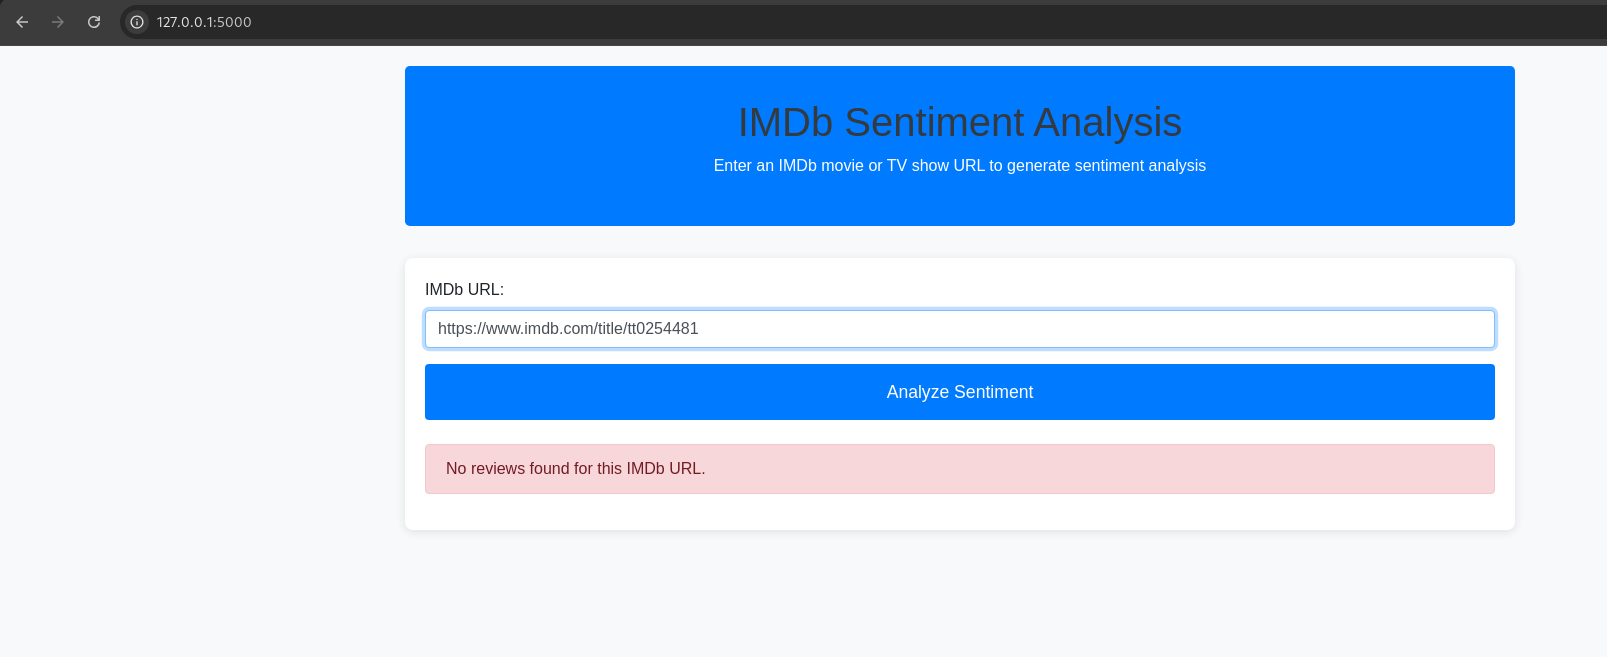 127.0.0.1:5000
IMDb Sentiment Analysis
Enter an IMDb movie or TV show URL to generate sentiment analysis
IMDb URL:
https://www.imdb.com/title/tt0254481
Analyze Sentiment
No reviews found for this IMDb URL.